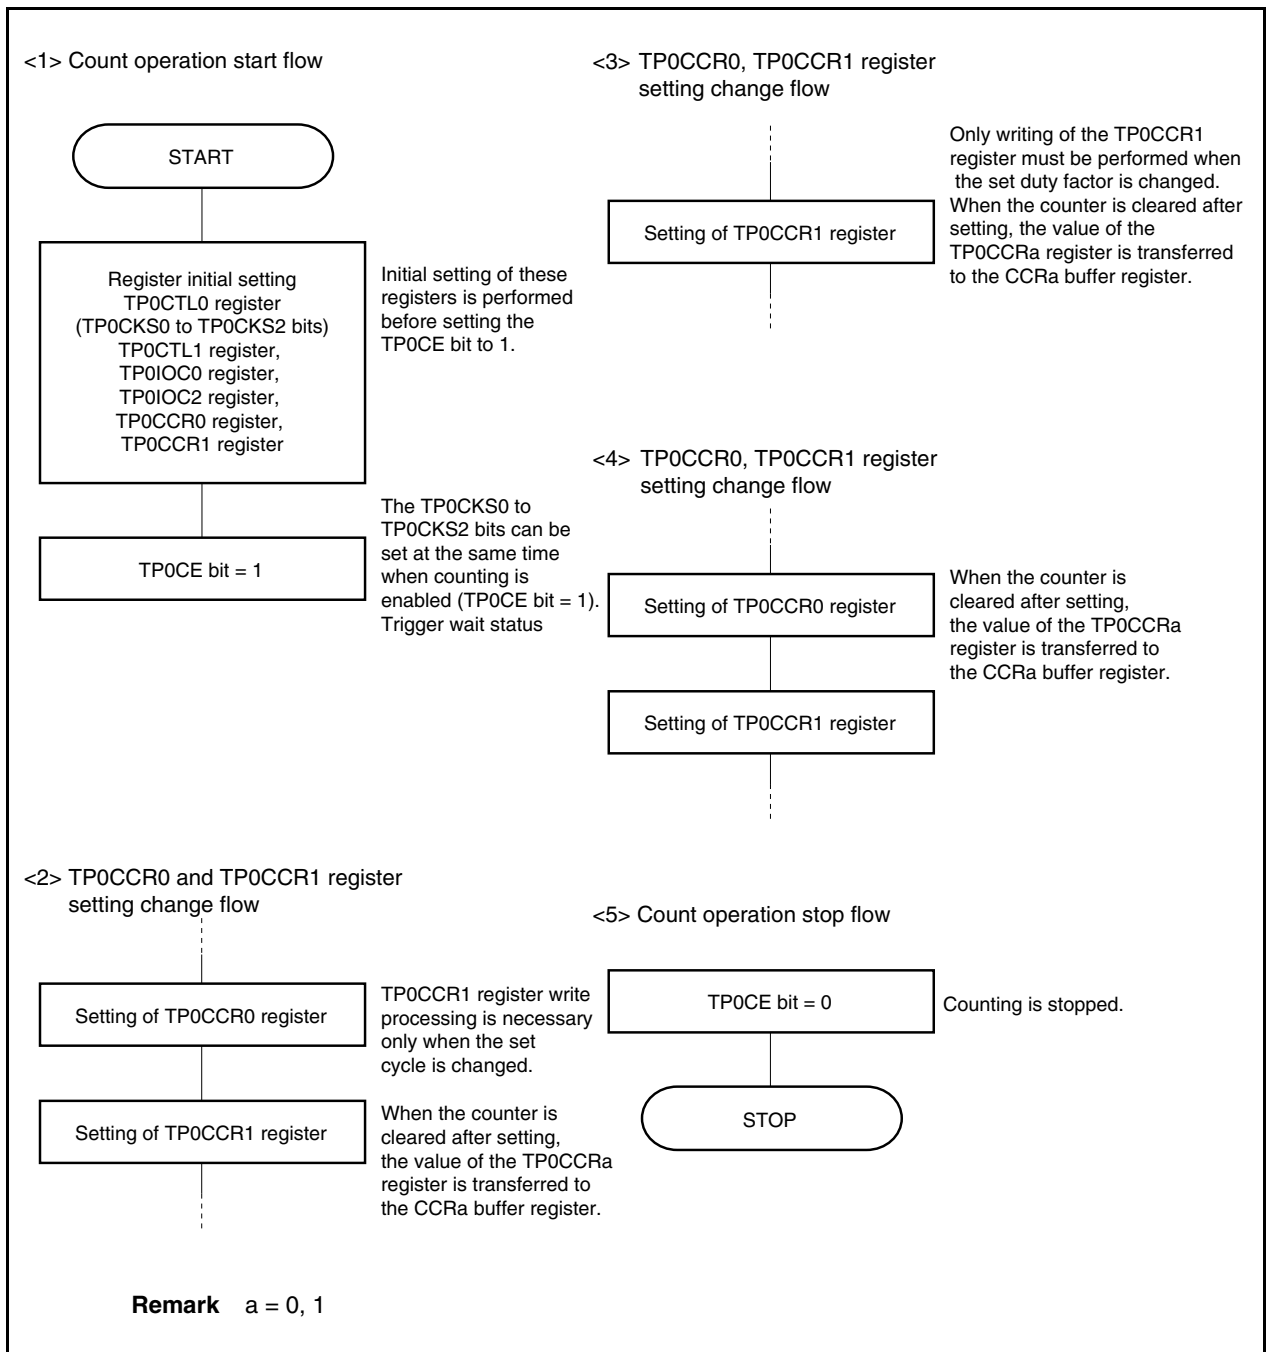 <1> Count operation start flow
START
Register initial setting
TP0CTL0 register
(TP0CKS0 to TP0CKS2 bits)
TP0CTL1 register,
TP0IOC0 register,
TP0IOC2 register,
TP0CCR0 register,
TP0CCR1 register
Initial setting of these
registers is performed
before setting the
TP0CE bit to 1.
TP0CE bit = 1
The TP0CKS0 to
TP0CKS2 bits can be
set at the same time
when counting is
enabled (TP0CE bit = 1).
Trigger wait status
<2> TP0CCR0 and TP0CCR1 register
setting change flow
Setting of TP0CCR0 register
TP0CCR1 register write
processing is necessary
only when the set
cycle is changed.
Setting of TP0CCR1 register
When the counter is
cleared after setting,
the value of the TP0CCRa
register is transferred to
the CCRa buffer register.
<3> TP0CCR0, TP0CCR1 register
setting change flow
Setting of TP0CCR1 register
Only writing of the TP0CCR1
register must be performed when
the set duty factor is changed.
When the counter is cleared after
setting, the value of the
TP0CCRa register is transferred
to the CCRa buffer register.
<4> TP0CCR0, TP0CCR1 register
setting change flow
Setting of TP0CCR0 register
When the counter is
cleared after setting,
the value of the TP0CCRa
register is transferred to
the CCRa buffer register.
Setting of TP0CCR1 register
<5> Count operation stop flow
TP0CE bit = 0
Counting is stopped.
STOP
Remark a = 0, 1